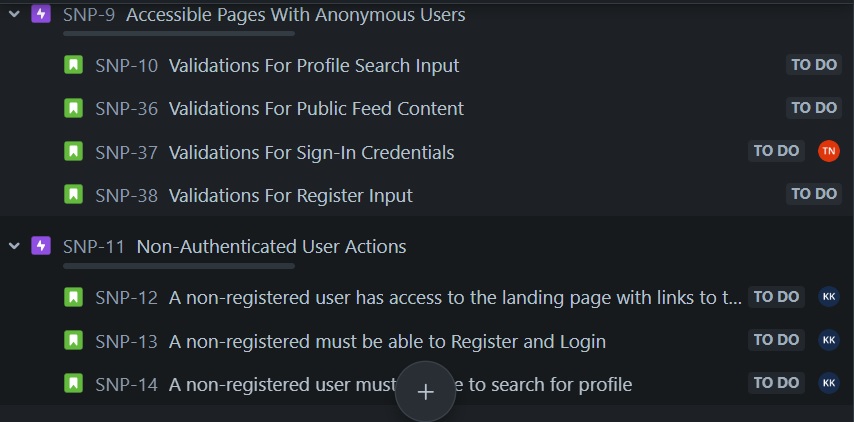 SNP-9 Accessible Pages With Anonymous Users
SNP-10 Validations For Profile Search Input TO DO
SNP-36 Validations For Public Feed Content TO DO
SNP-37 Validations For Sign-In Credentials TO DO TN
SNP-38 Validations For Register Input TO DO
SNP-11 Non-Authenticated User Actions
SNP-12 A non-registered user has access to the landing page with links to t... TO DO KK
SNP-13 A non-registered must be able to Register and Login TO DO KK
SNP-14 A non-registered user must to search for profile TO DO KK